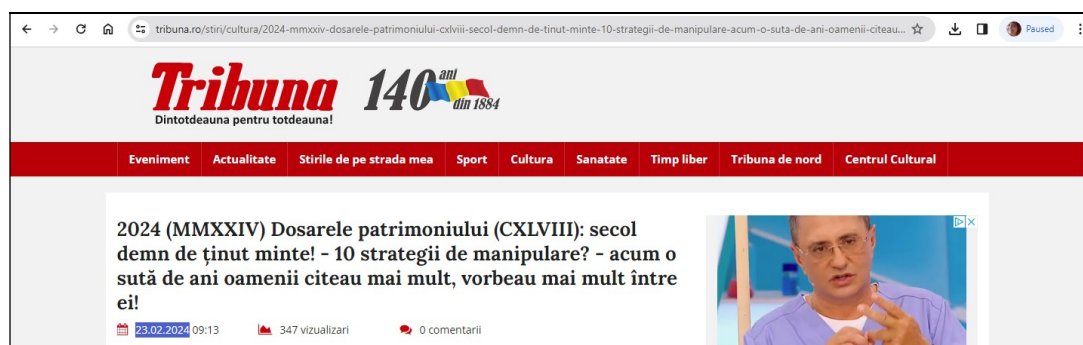 tribuna.ro/stiri/cultura/2024-mmxxiv-dosarele-patrimoniului-cxlviii-secol-demn-de-tinut-minte-10-strategii-de-manipulare-acum-o-suta-de-ani-oamenii-citeau...
Paused
Tribuna
Dintotdeauna pentru totdeauna!
140 ani din 1884
Eveniment Actualitate Stirile de pe strada mea Sport Cultura Sanatate Timp liber Tribuna de nord Centrul Cultural
2024 (MMXXIV) Dosarele patrimoniului (CXLVIII): secol
demn de ținut minte! - 10 strategii de manipulare? - acum o
sută de ani oamenii citeau mai mult, vorbeau mai mult între
ei!
23.02.2024 09:13 347 vizualizari 0 comentarii